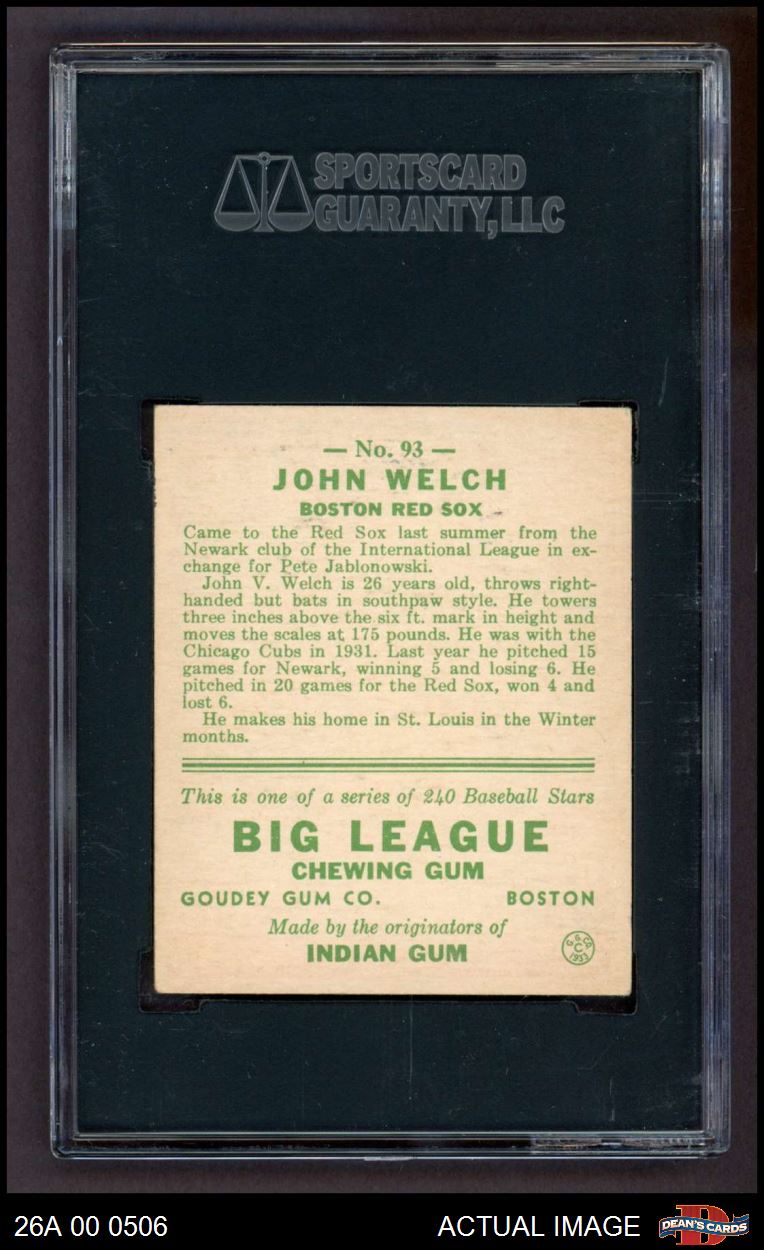 SPORTSCARD
GUARANTY, LLC
— No. 93 —
JOHN WELCH
BOSTON RED SOX
Came to the Red Sox last summer from the
Newark club of the International League in ex-
change for Pete Jablonowski.
John V. Welch is 26 years old, throws right-
handed but bats in southpaw style. He towers
three inches above the six ft. mark in height and
moves the scales at 175 pounds. He was with the
Chicago Cubs in 1931. Last year he pitched 15
games for Newark, winning 5 and losing 6. He
pitched in 20 games for the Red Sox, won 4 and
lost 6.
He makes his home in St. Louis in the Winter
months.
This is one of a series of 240 Baseball Stars
BIG LEAGUE
CHEWING GUM
GOUDEY GUM CO. BOSTON
Made by the originators of
INDIAN GUM
G. G. CO.
C
1933
26A 00 0506 ACTUAL IMAGE DEAN'S CARDS